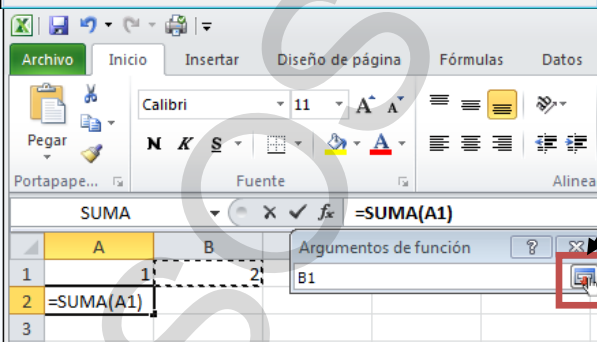 Archivo Inicio Insertar Diseño de página Fórmulas Datos
Pegar Calibri 11 A A
N K S A
Portapape... Fuente Alinea
SUMA fx =SUMA(A1)
A B Argumentos de función ?
1 1 2 B1
2 =SUMA(A1)
3